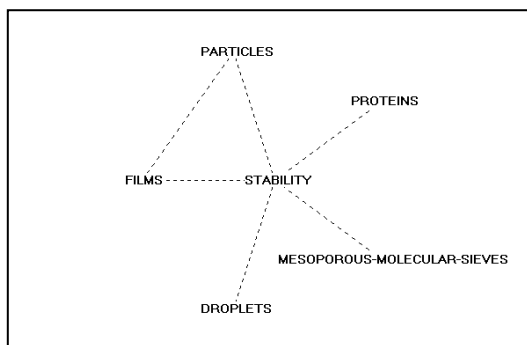 PARTICLES
PROTEINS
FILMS STABILITY
MESOPOROUS-MOLECULAR-SIEVES
DROPLETS